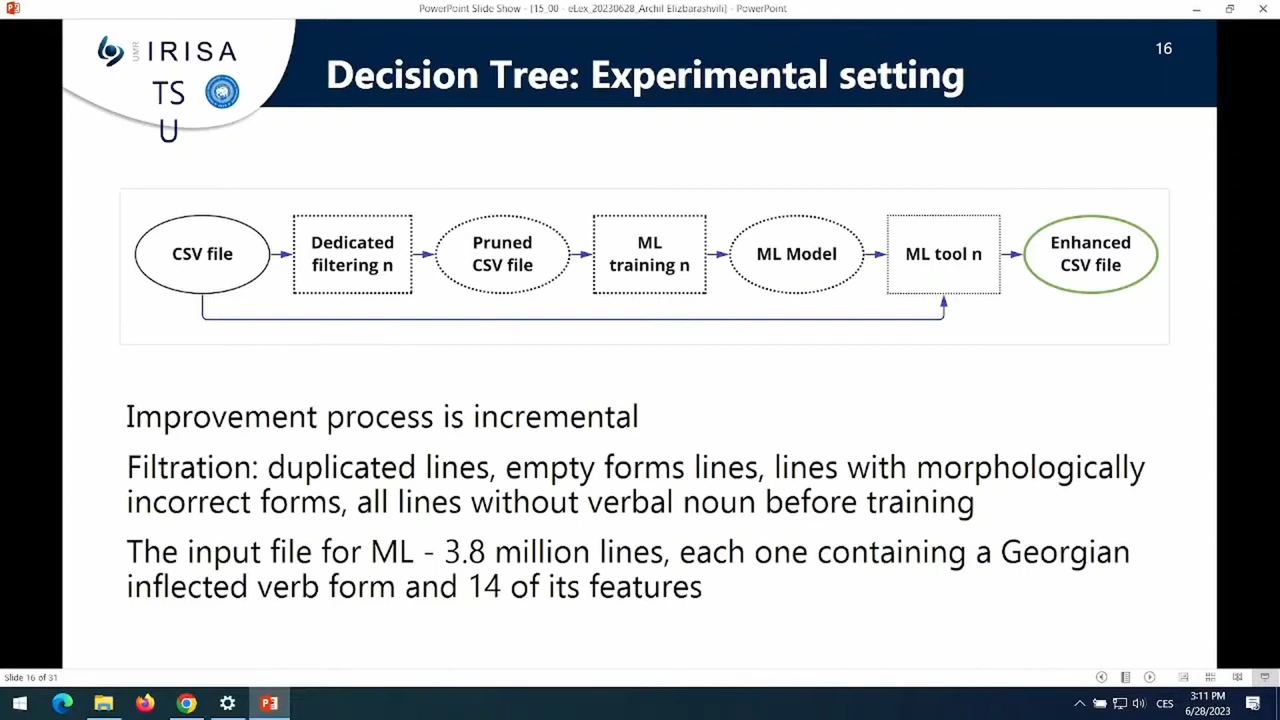 PowerPoint Slide Show - [15_00 - eLex_20230628_Archil Elizbarashvili] - PowerPoint
UMR
IRISA
TS
U
Decision Tree: Experimental setting
16
CSV file
Dedicated
filtering n
Pruned
CSV file
ML
training n
ML Model
ML tool n
Enhanced
CSV file
Improvement process is incremental
Filtration: duplicated lines, empty forms lines, lines with morphologically
incorrect forms, all lines without verbal noun before training
The input file for ML - 3.8 million lines, each one containing a Georgian
inflected verb form and 14 of its features
Slide 16 of 31
CES
3:11 PM
6/28/2023